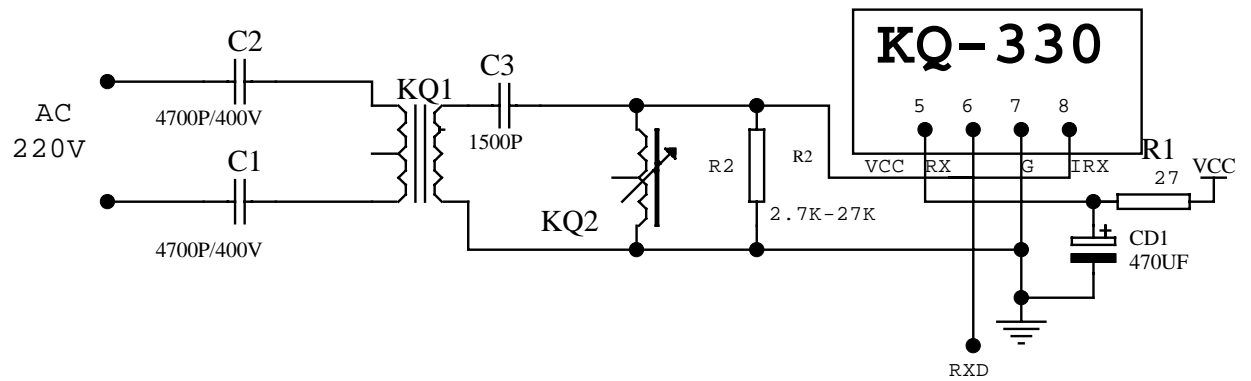 KQ-330
C2
C3
KQ1
5 6 7 8
AC
220V
4700P/400V
1500P
R1
C1
R2
R2
VCC RX G IRX
VCC
27
KQ2
2.7K-27K
4700P/400V
+
CD1
470UF
RXD